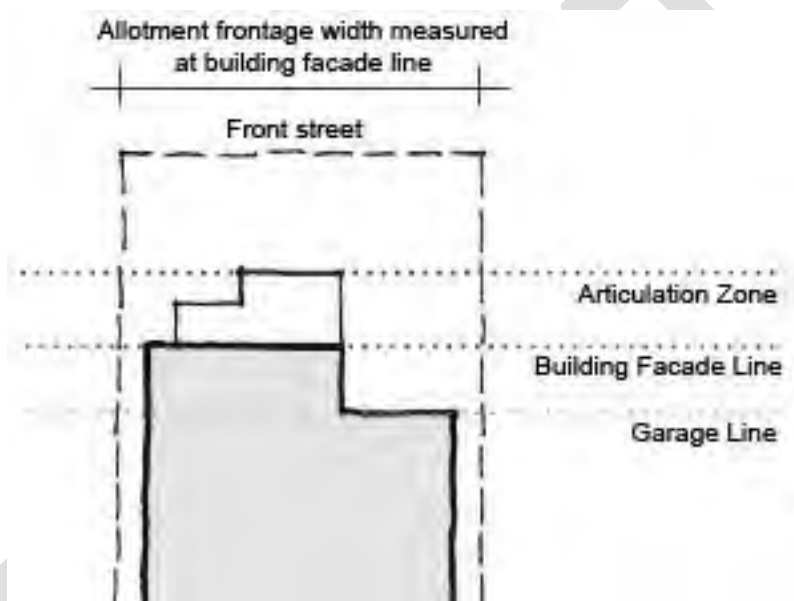 Allotment frontage width measured
at building facade line
Front street
Articulation Zone
Building Facade Line
Garage Line